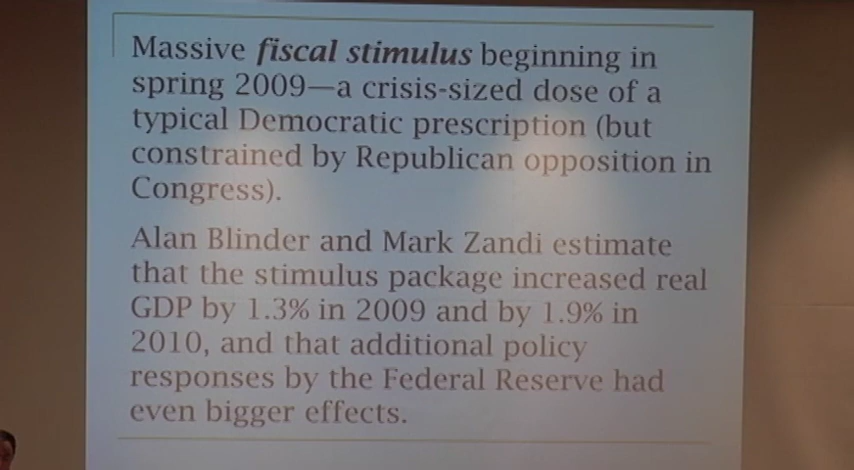 Massive fiscal stimulus beginning in
spring 2009—a crisis-sized dose of a
typical Democratic prescription (but
constrained by Republican opposition in
Congress).
Alan Blinder and Mark Zandi estimate
that the stimulus package increased real
GDP by 1.3% in 2009 and by 1.9% in
2010, and that additional policy
responses by the Federal Reserve had
even bigger effects.